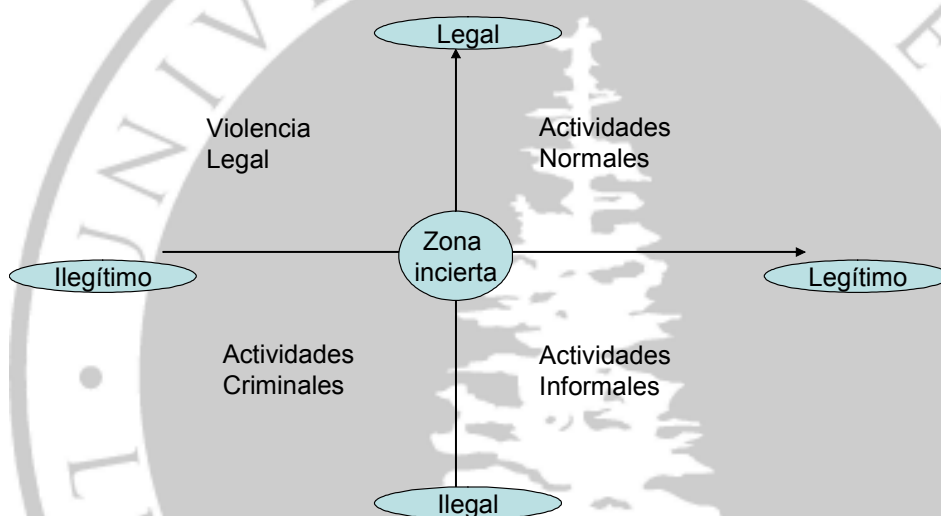 Legal
Violencia
Legal
Actividades
Normales
Zona
incierta
Ilegítimo
Legítimo
Actividades
Criminales
Actividades
Informales
Ilegal
U N I V
E
L